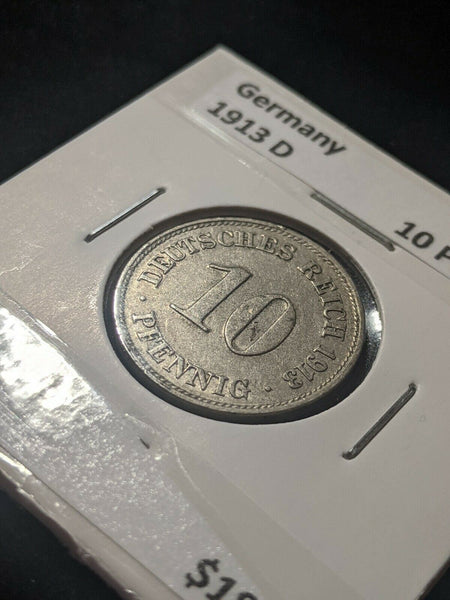 Germany
1913 D
10 P
DEUTSCHES REICH 1913
10
PFENNIG